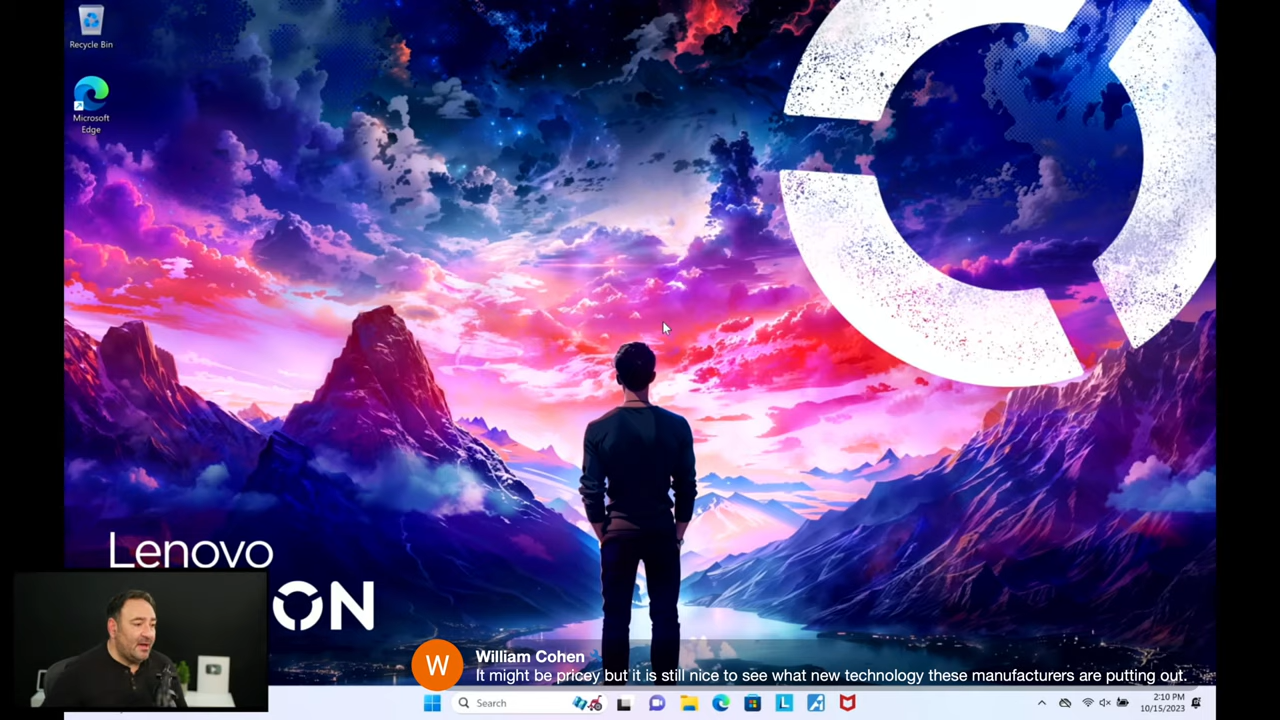 Recycle Bin
Microsoft
Edge
Lenovo
ON
W
William Cohen
It might be pricey but it is still nice to see what new technology these manufacturers are putting out.
Search
L
2:10 PM
10/15/2023